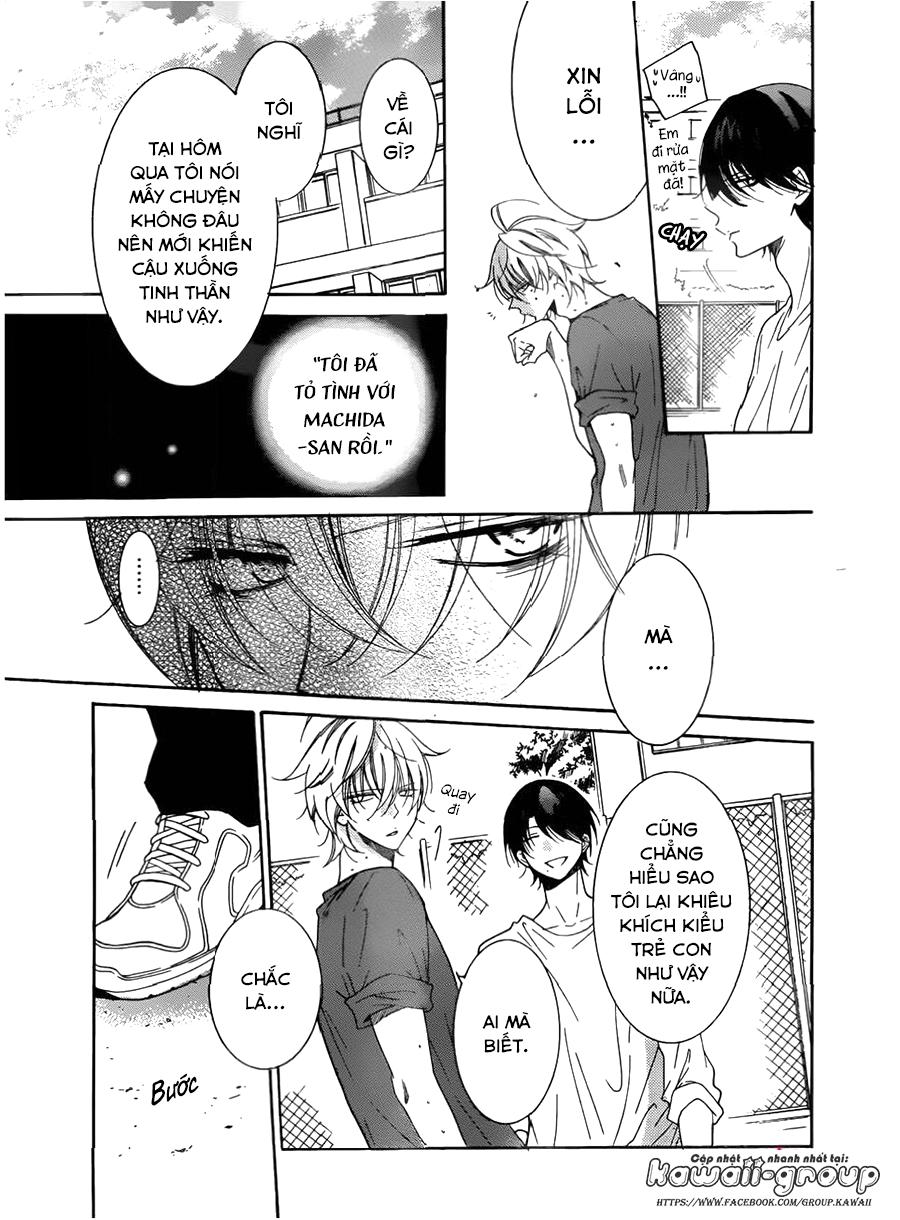 Vâng
...!!
Em
đi rửa
mặt
đã!
CHẠY
XIN
LỖI
...
VỀ
CÁI
GÌ?
TÔI
NGHĨ
TẠI HÔM
QUA TÔI NÓI
MẤY CHUYỆN
KHÔNG ĐÂU
NÊN MỚI KHIẾN
CẬU XUỐNG
TINH THẦN
NHƯ VẬY.
"TÔI ĐÃ
TỎ TÌNH VỚI
MACHIDA
-SAN RỒI."
.......
MÀ
...
CŨNG
CHẲNG
HIỂU SAO
TÔI LẠI KHIÊU
KHÍCH KIỂU
TRẺ CON
NHƯ VẬY
NỮA.
Quay
đi
AI MÀ
BIẾT.
CHẮC
LÀ...
Bước
Cập nhật nhanh nhất tại:
kawaii-group
HTTPS://WWW.FACEBOOK.COM/GROUP.KAWAII